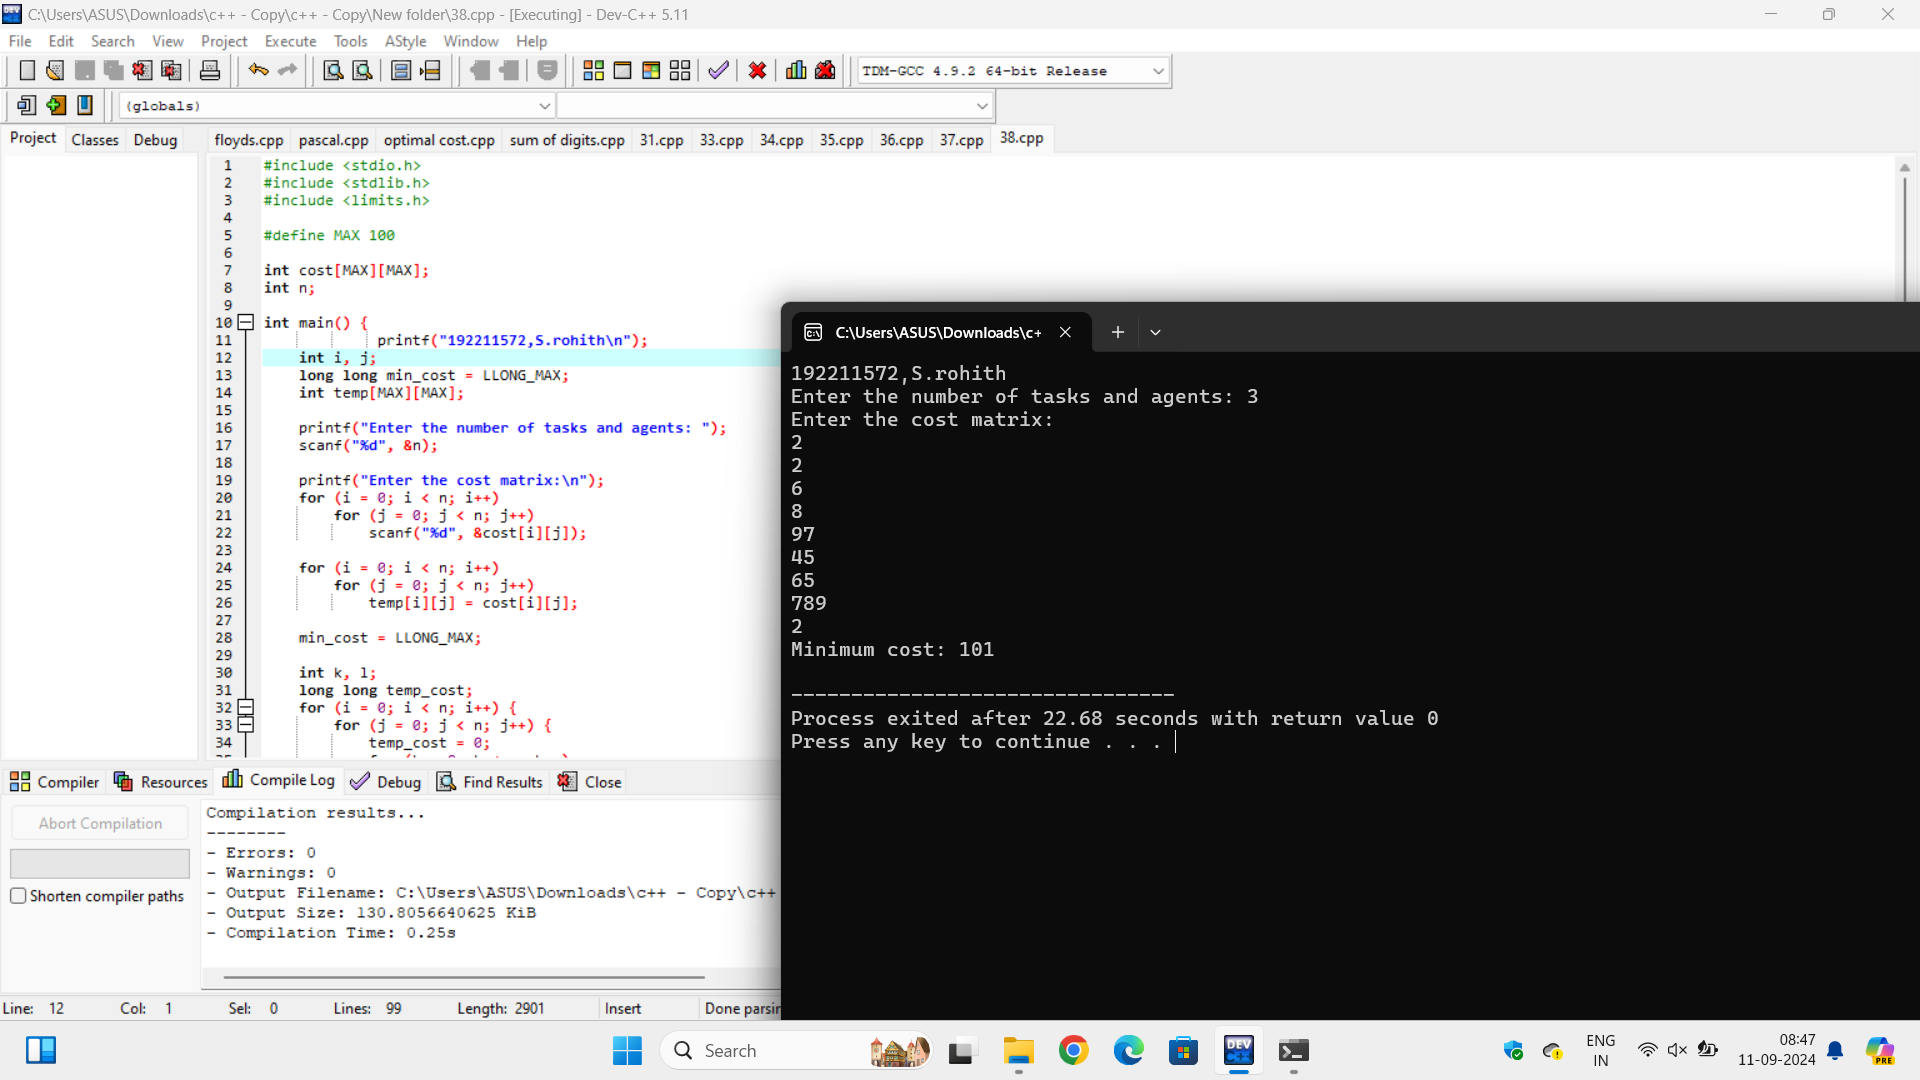 C:\Users\ASUS\Downloads\c++ - Copy\c++ - Copy\New folder\38.cpp - [Executing] - Dev-C++ 5.11
File Edit Search View Project Execute Tools AStyle Window Help
TDM-GCC 4.9.2 64-bit Release
(globals)
Project Classes Debug
floyds.cpp pascal.cpp optimal cost.cpp sum of digits.cpp 31.cpp 33.cpp 34.cpp 35.cpp 36.cpp 37.cpp 38.cpp
1 #include <stdio.h>
2 #include <stdlib.h>
3 #include <limits.h>
4
5 #define MAX 100
6
7 int cost[MAX][MAX];
8 int n;
9
10 int main() {
11 printf("192211572,S.rohith\n");
12 int i, j;
13 long long min_cost = LLONG_MAX;
14 int temp[MAX][MAX];
15
16 printf("Enter the number of tasks and agents: ");
17 scanf("%d", &n);
18
19 printf("Enter the cost matrix:\n");
20 for (i = 0; i < n; i++)
21 for (j = 0; j < n; j++)
22 scanf("%d", &cost[i][j]);
23
24 for (i = 0; i < n; i++)
25 for (j = 0; j < n; j++)
26 temp[i][j] = cost[i][j];
27
28 min_cost = LLONG_MAX;
29
30 int k, l;
31 long long temp_cost;
32 for (i = 0; i < n; i++) {
33 for (j = 0; j < n; j++) {
34 temp_cost = 0;
C:\Users\ASUS\Downloads\c+
192211572,S.rohith
Enter the number of tasks and agents: 3
Enter the cost matrix:
2
2
6
8
97
45
65
789
2
Minimum cost: 101
--------------------------------
Process exited after 22.68 seconds with return value 0
Press any key to continue . . .
Compiler Resources Compile Log Debug Find Results Close
Abort Compilation
Shorten compiler paths
Compilation results...
--------
- Errors: 0
- Warnings: 0
- Output Filename: C:\Users\ASUS\Downloads\c++ - Copy\c++
- Output Size: 130.8056640625 KiB
- Compilation Time: 0.25s
Line: 12 Col: 1 Sel: 0 Lines: 99 Length: 2901 Insert Done parsin
Search
DEV
ENG
IN
08:47
11-09-2024
PRE